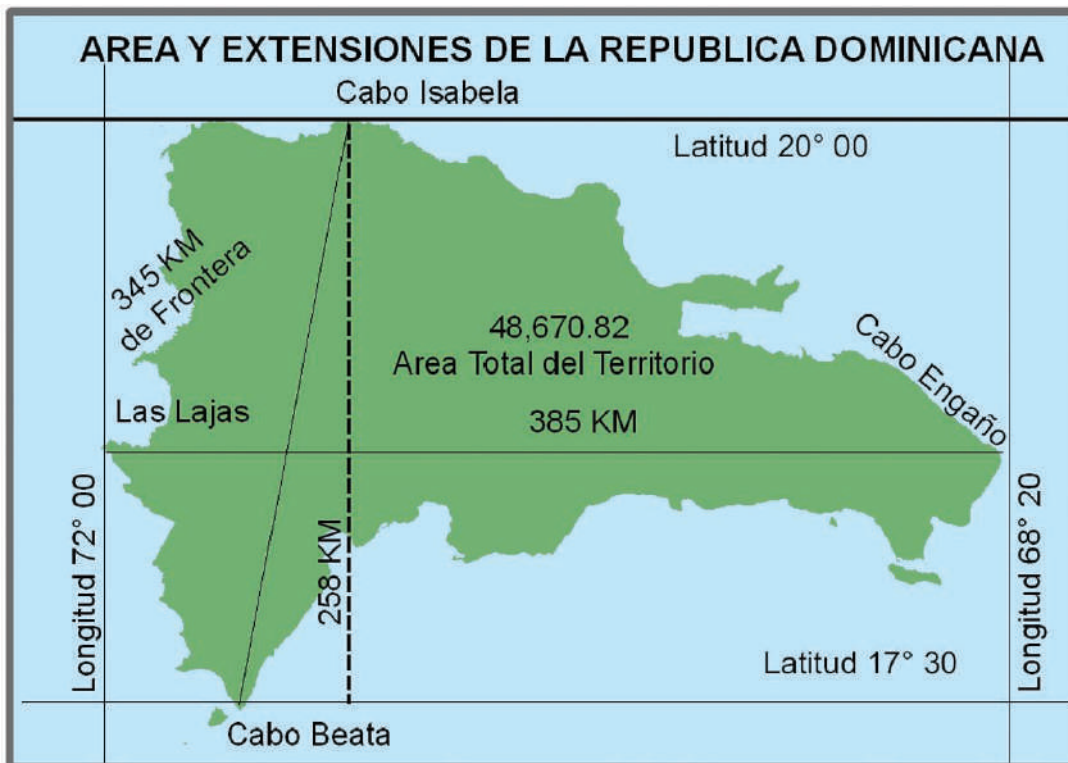 AREA Y EXTENSIONES DE LA REPUBLICA DOMINICANA
Cabo Isabela
Latitud 20° 00
345 KM
de Frontera
48,670.82
Area Total del Territorio
Cabo Engaño
Las Lajas
385 KM
Longitud 72° 00
258 KM
Longitud 68° 20
Latitud 17° 30
Cabo Beata